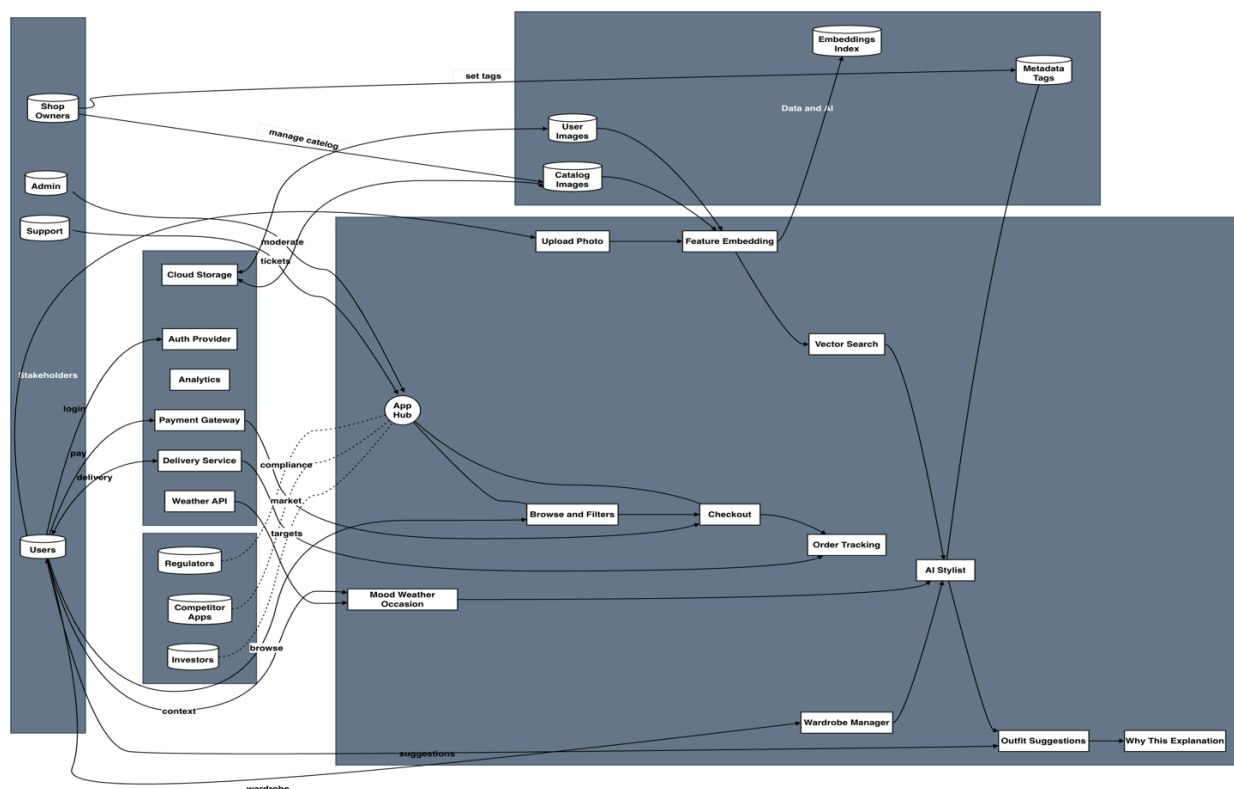 Embeddings
Index
Metadata
Tags
set tags
Shop
Owners
Data and AI
manage catelog
User
Images
Catalog
Images
Admin
Support
Upload Photo
Feature Embedding
moderate
tickets
Cloud Storage
Auth Provider
Vector Search
Stakeholders
Analytics
login
App
Hub
Payment Gateway
pay
Delivery Service
compliance
delivery
Weather API
market
Browse and Filters
Checkout
targets
Users
Order Tracking
Regulators
AI Stylist
Mood Weather
Occasion
Competitor
Apps
browse
Investors
context
Wardrobe Manager
Outfit Suggestions
Why This Explanation
suggestions
wardrobe